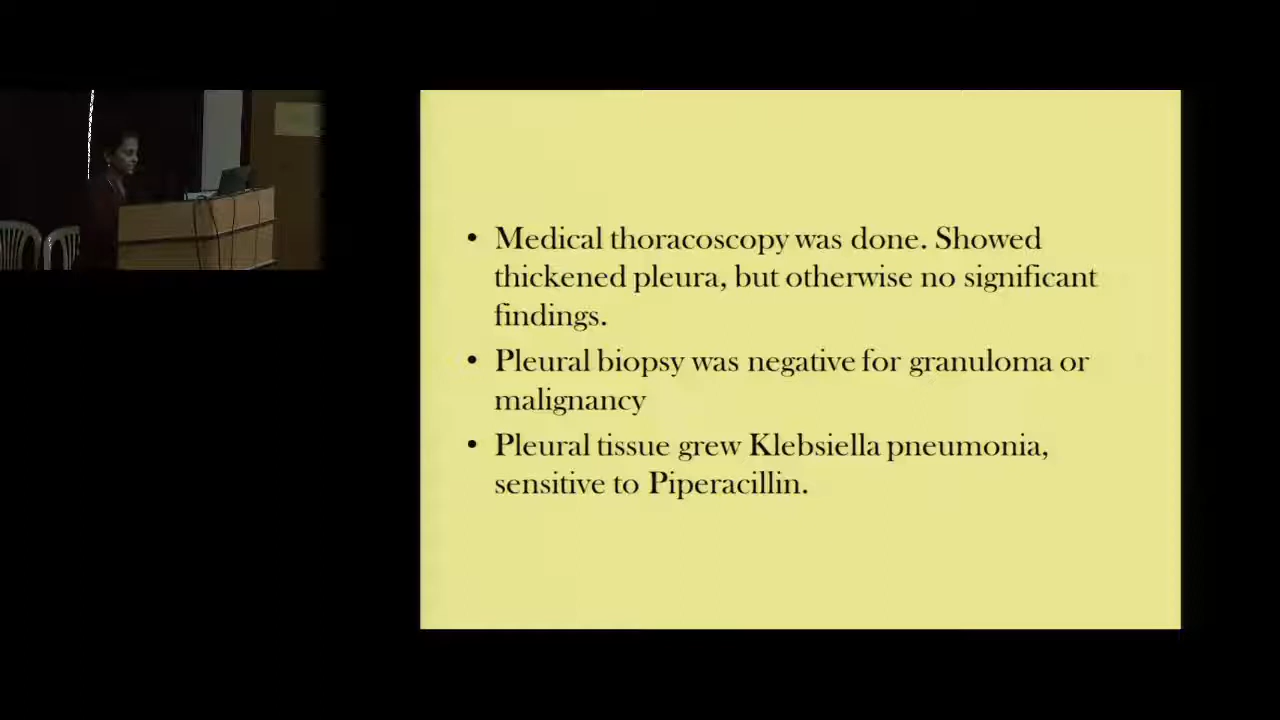 • Medical thoracoscopy was done. Showed
thickened pleura, but otherwise no significant
findings.
• Pleural biopsy was negative for granuloma or
malignancy
• Pleural tissue grew Klebsiella pneumonia,
sensitive to Piperacillin.